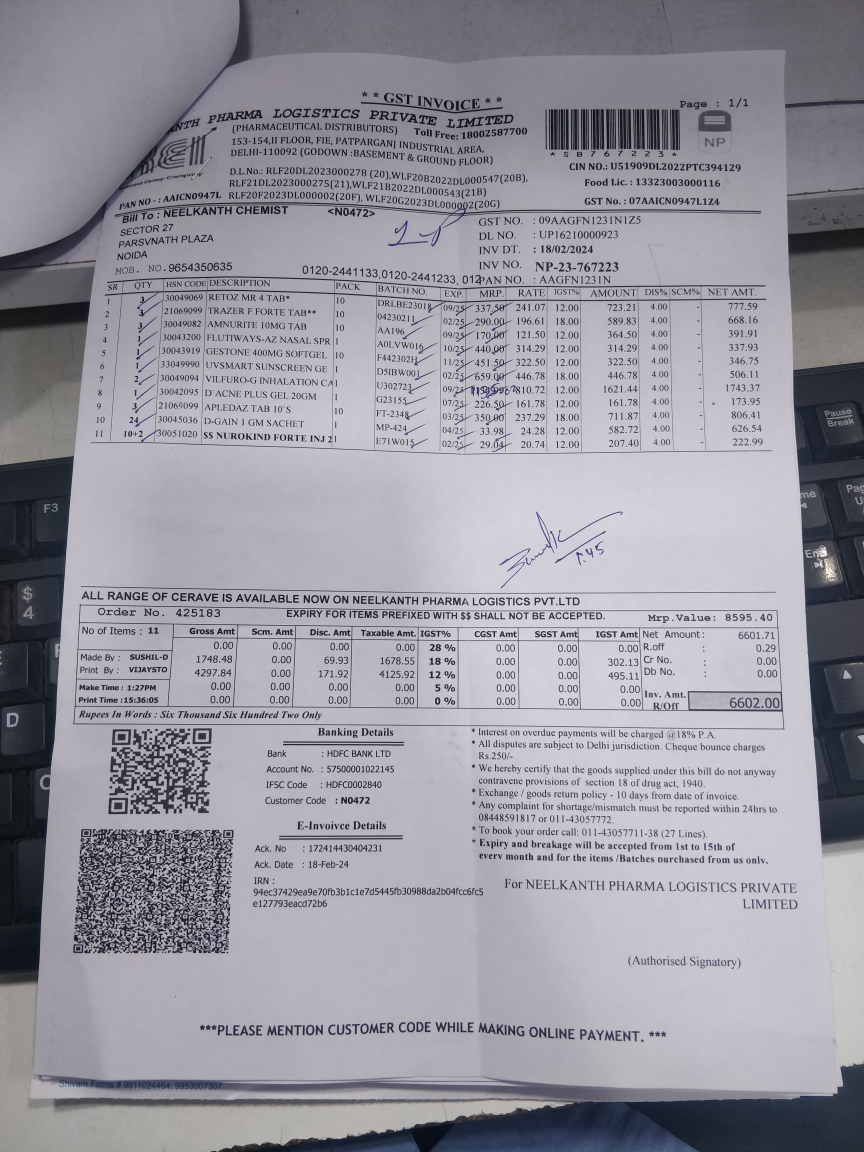 * * GST INVOICE * *
Page : 1/1
NTH PHARMA LOGISTICS PRIVATE LIMITED
(PHARMACEUTICAL DISTRIBUTORS) Toll Free: 18002587700
153-154,II FLOOR, FIE, PATPARGANJ INDUSTRIAL AREA,
DELHI-110092 (GODOWN :BASEMENT & GROUND FLOOR)
* S B 7 6 7 2 2 3 *
NP
CIN NO.: U51909DL2022PTC394129
D.L.No.: RLF20DL2023000278 (20),WLF20B2022DL000547(20B),
RLF21DL2023000275(21),WLF21B2022DL000543(21B)
Food Lic. : 13323003000116
PAN NO - : AAICN0947L RLF20F2023DL000002(20F), WLF20G2023DL000002(20G)
GST No. : 07AAICN0947L1Z4
Bill To : NEELKANTH CHEMIST <N0472>
SECTOR 27
PARSVNATH PLAZA
NOIDA
MOB. NO. 9654350635 0120-2441133,0120-2441233, 012
GST NO. : 09AAGFN1231N1Z5
DL NO. : UP16210000923
INV DT. : 18/02/2024
INV NO. NP-23-767223
PAN NO. : AAGFN1231N
SR QTY HSN CODE DESCRIPTION PACK BATCH NO. EXP. MRP. RATE IGST% AMOUNT DIS% SCM% NET AMT.
1 3 30049069 RETOZ MR 4 TAB* 10 DRLBE23018 09/25 337.50 241.07 12.00 723.21 4.00 - 777.59
2 3 21069099 TRAZER F FORTE TAB** 10 04230211 02/25 290.00 196.61 18.00 589.83 4.00 - 668.16
3 3 30049082 AMNURITE 10MG TAB 10 AA196 09/25 170.00 121.50 12.00 364.50 4.00 - 391.91
4 1 30043200 FLUTIWAYS-AZ NASAL SPR 1 A0LVW016 10/25 440.00 314.29 12.00 314.29 4.00 - 337.93
5 1 30043919 GESTONE 400MG SOFTGEL 10 F442302H 11/25 451.50 322.50 12.00 322.50 4.00 - 346.75
6 1 33049990 UVSMART SUNSCREEN GE 1 D5IBW001 02/25 659.00 446.78 18.00 446.78 4.00 - 506.11
7 2 30049094 VILFURO-G INHALATION CA 1 U302723 09/25 810.72 12.00 1621.44 4.00 - 1743.37
8 1 30042095 D'ACNE PLUS GEL 20GM 1 G23155 07/25 226.50 161.78 12.00 161.78 4.00 - 173.95
9 3 21069099 APLEDAZ TAB 10`S 10 FT-2348 03/25 350.00 237.29 18.00 711.87 4.00 - 806.41
10 24 30045036 D-GAIN 1 GM SACHET 1 MP-424 04/25 33.98 24.28 12.00 582.72 4.00 - 626.54
11 10+2 30051020 $$ NUROKIND FORTE INJ 2 1 E71W015 02/25 29.04 20.74 12.00 207.40 4.00 - 222.99
1:45
ALL RANGE OF CERAVE IS AVAILABLE NOW ON NEELKANTH PHARMA LOGISTICS PVT.LTD
Order No. 425183 EXPIRY FOR ITEMS PREFIXED WITH $$ SHALL NOT BE ACCEPTED. Mrp.Value: 8595.40
No of Items : 11 Gross Amt Scm. Amt Disc. Amt Taxable Amt. IGST% CGST Amt SGST Amt IGST Amt Net Amount: 6601.71
0.00 0.00 0.00 0.00 28 % 0.00 0.00 0.00 R.off : 0.29
Made By : SUSHIL-D 1748.48 0.00 69.93 1678.55 18 % 0.00 0.00 302.13 Cr No. : 0.00
Print By : VIJAYSTO 4297.84 0.00 171.92 4125.92 12 % 0.00 0.00 495.11 Db No. : 0.00
Make Time : 1:27PM 0.00 0.00 0.00 0.00 5 % 0.00 0.00 0.00
Print Time :15:36:05 0.00 0.00 0.00 0.00 0 % 0.00 0.00 0.00 Inv. Amt. R/Off 6602.00
Rupees In Words : Six Thousand Six Hundred Two Only
Banking Details
Bank : HDFC BANK LTD
Account No. : 57500001022145
IFSC Code : HDFC0002840
Customer Code : N0472
E-Invoivce Details
Ack. No : 172414430404231
Ack. Date : 18-Feb-24
IRN :
94ec37429ea9e70fb3b1c1e7d5445fb30988da2b04fcc6fc5
e127793eacd72b6
* Interest on overdue payments will be charged @18% P.A.
* All disputes are subject to Delhi jurisdiction. Cheque bounce charges
Rs.250/-
* We hereby certify that the goods supplied under this bill do not anyway
contravene provisions of section 18 of drug act, 1940.
* Exchange / goods return policy - 10 days from date of invoice.
* Any complaint for shortage/mismatch must be reported within 24hrs to
08448591817 or 011-43057772.
* To book your order call: 011-43057711-38 (27 Lines).
* Expiry and breakage will be accepted from 1st to 15th of
every month and for the items /Batches purchased from us only.
For NEELKANTH PHARMA LOGISTICS PRIVATE
LIMITED
(Authorised Signatory)
***PLEASE MENTION CUSTOMER CODE WHILE MAKING ONLINE PAYMENT. ***
Shivam Forms # 9811024464, 9953007307
F3
$
4
D
Pause
Break
End